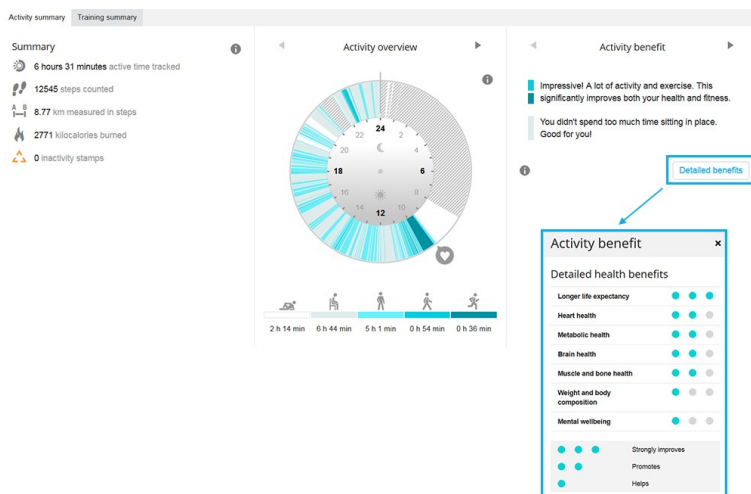 Activity summary
Training summary
Summary
6 hours 31 minutes active time tracked
12545 steps counted
A B
8.77 km measured in steps
2771 kilocalories burned
0 inactivity stamps
Activity overview
24
22
2
20
4
18
6
16
8
14
10
12
2 h 14 min
6 h 44 min
5 h 1 min
0 h 54 min
0 h 36 min
Activity benefit
Impressive! A lot of activity and exercise. This
significantly improves both your health and fitness.
You didn't spend too much time sitting in place.
Good for you!
Detailed benefits
Activity benefit
×
Detailed health benefits
Longer life expectancy
Heart health
Metabolic health
Brain health
Muscle and bone health
Weight and body
composition
Mental wellbeing
Strongly improves
Promotes
Helps